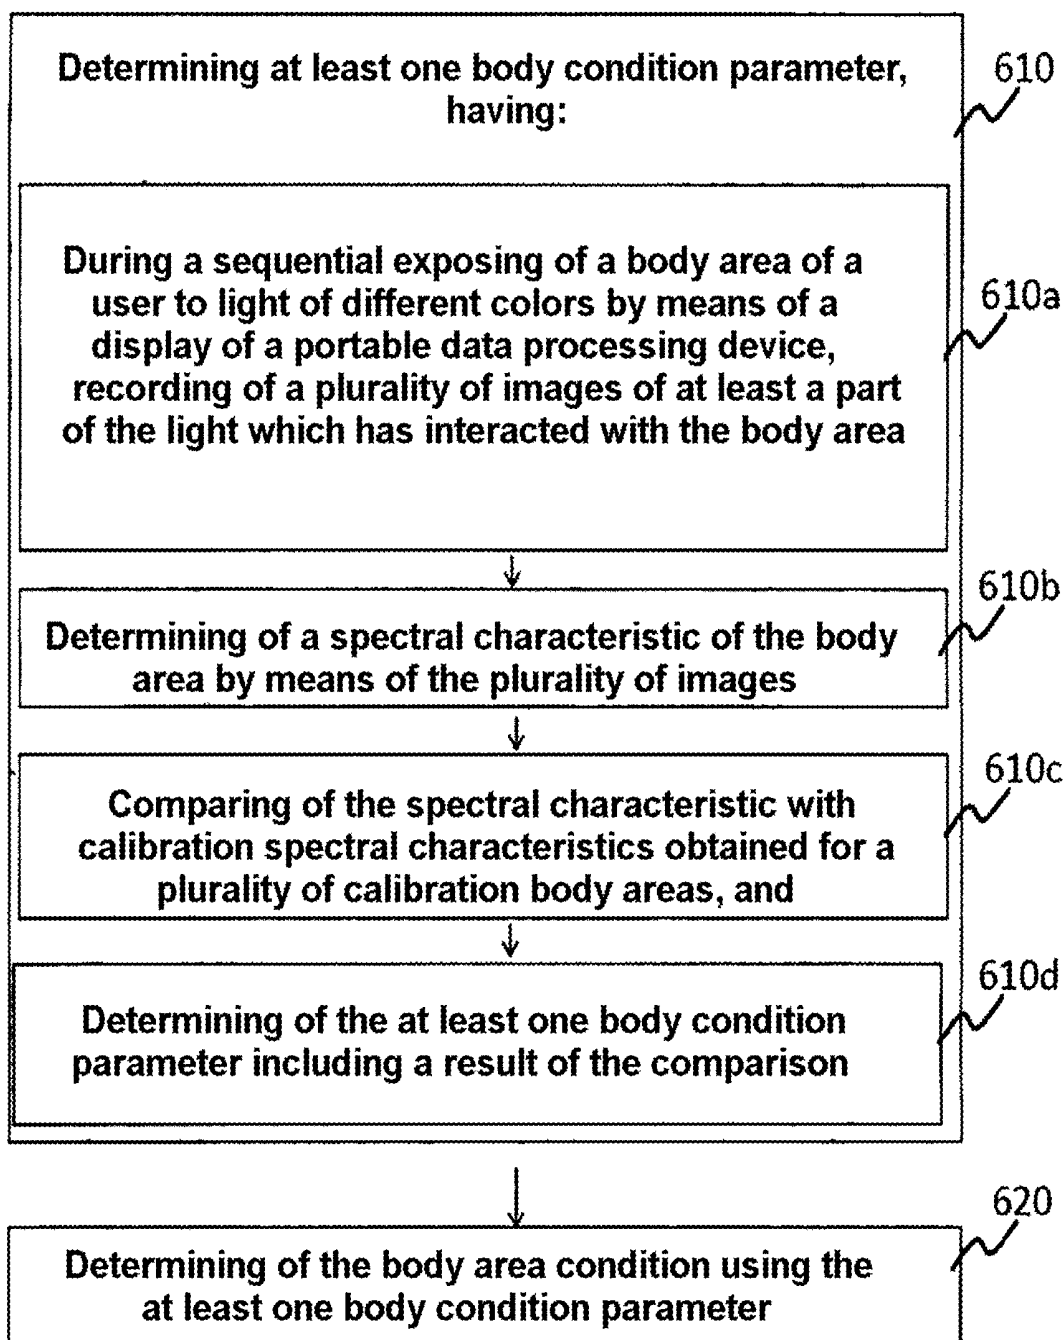 Determining at least one body condition parameter,
having:
610
During a sequential exposing of a body area of a
user to light of different colors by means of a
display of a portable data processing device,
recording of a plurality of images of at least a part
of the light which has interacted with the body area
610a
Determining of a spectral characteristic of the body
area by means of the plurality of images
610b
Comparing of the spectral characteristic with
calibration spectral characteristics obtained for a
plurality of calibration body areas, and
610c
Determining of the at least one body condition
parameter including a result of the comparison
610d
Determining of the body area condition using the
at least one body condition parameter
620